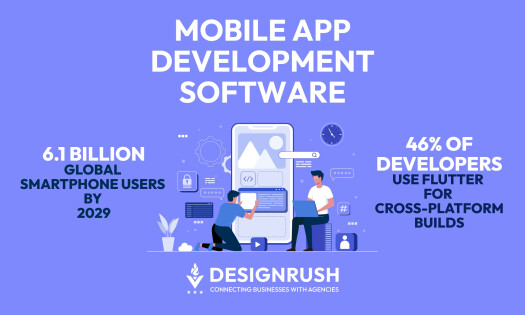 MOBILE APP
DEVELOPMENT
SOFTWARE
6.1 BILLION
GLOBAL
SMARTPHONE USERS
BY
2029
46% OF
DEVELOPERS
USE FLUTTER
FOR
CROSS-PLATFORM
BUILDS
</>
#
DESIGNRUSH
CONNECTING BUSINESSES WITH AGENCIES